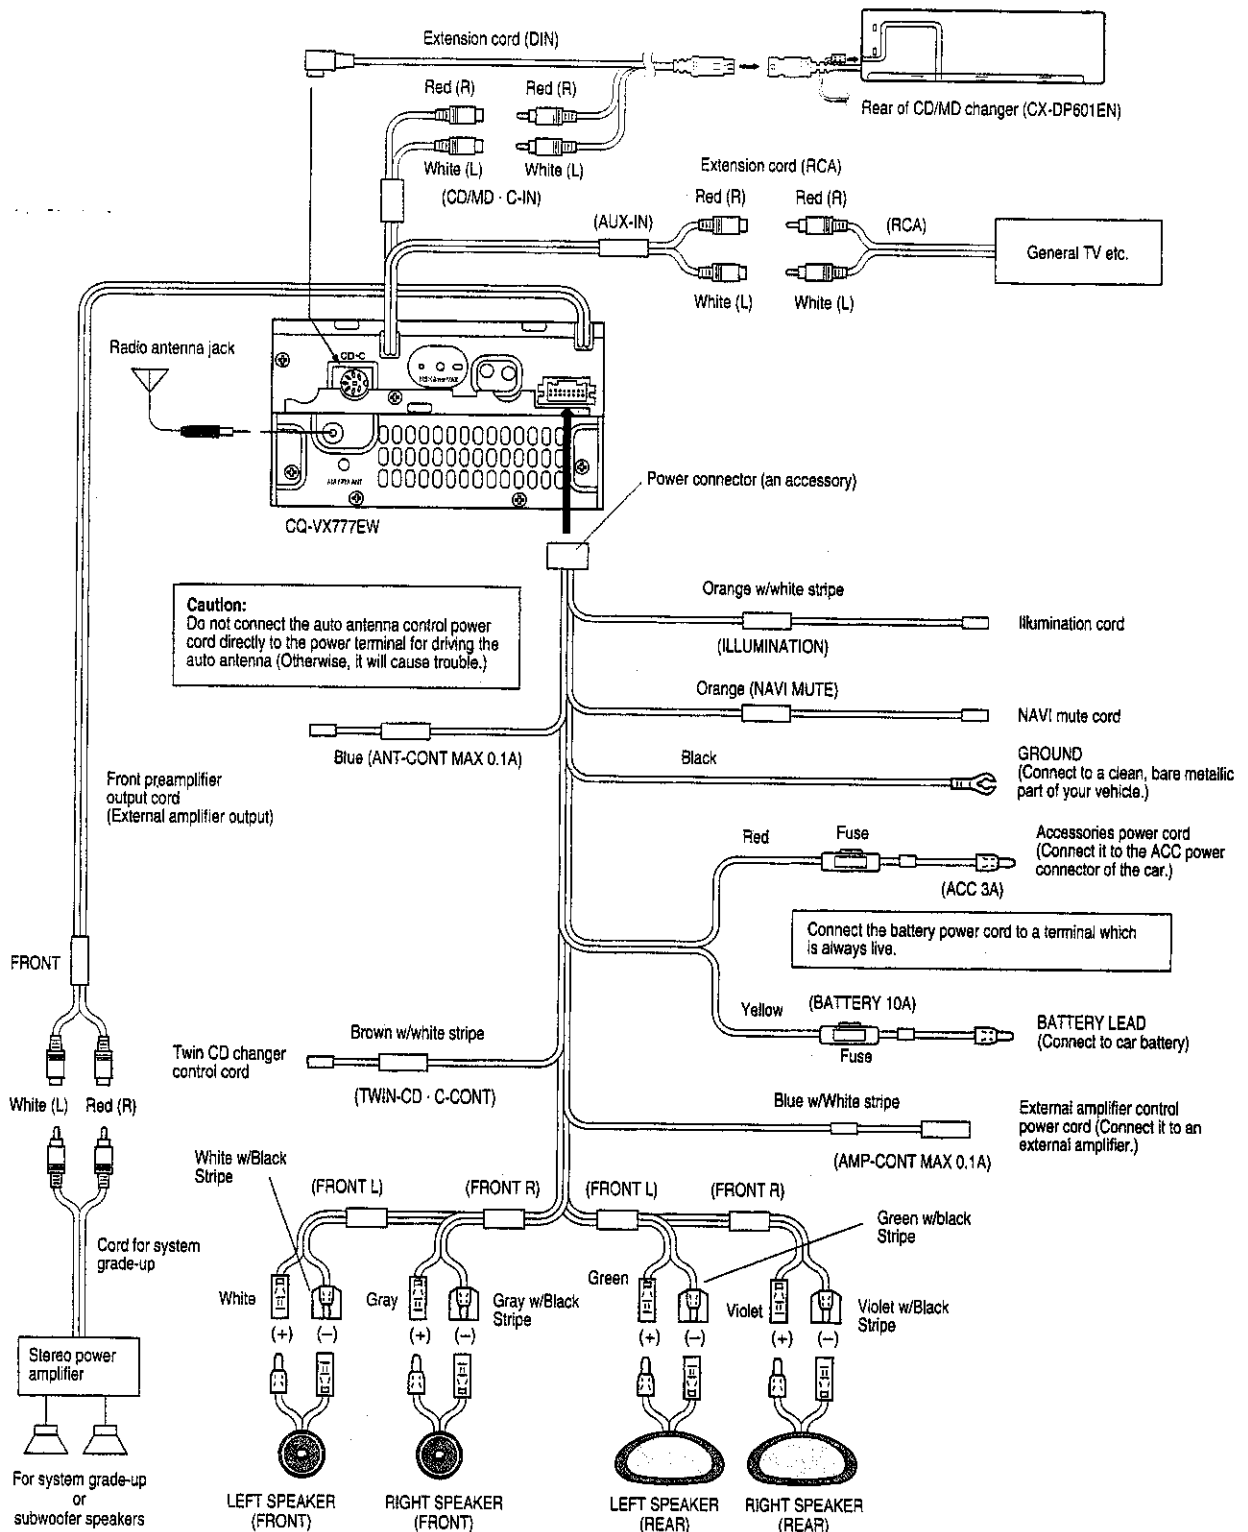 Extension cord (DIN)
Red (R)
Red (R)
White (L)
White (L)
(CD/MD · C-IN)
Rear of CD/MD changer (CX-DP601EN)
Extension cord (RCA)
Red (R)
Red (R)
(AUX-IN)
(RCA)
General TV etc.
White (L)
White (L)
Radio antenna jack
CD-C
CQ-VX777EW
Power connector (an accessory)
Caution:
Do not connect the auto antenna control power
cord directly to the power terminal for driving the
auto antenna (Otherwise, it will cause trouble.)
Orange w/white stripe
(ILLUMINATION)
Illumination cord
Orange (NAVI MUTE)
NAVI mute cord
Blue (ANT-CONT MAX 0.1A)
Black
GROUND
(Connect to a clean, bare metallic
part of your vehicle.)
Front preamplifier
output cord
(External amplifier output)
Red
Fuse
(ACC 3A)
Accessories power cord
(Connect it to the ACC power
connector of the car.)
Connect the battery power cord to a terminal which
is always live.
FRONT
Yellow
(BATTERY 10A)
Fuse
BATTERY LEAD
(Connect to car battery)
Brown w/white stripe
Twin CD changer
control cord
(TWIN-CD · C-CONT)
White (L)
Red (R)
Blue w/White stripe
(AMP-CONT MAX 0.1A)
External amplifier control
power cord (Connect it to an
external amplifier.)
White w/Black
Stripe
(FRONT L)
(FRONT R)
(FRONT L)
(FRONT R)
Green w/black
Stripe
Cord for system
grade-up
White
Gray
Gray w/Black
Stripe
Green
Violet
Violet w/Black
Stripe
(+)
(−)
(+)
(−)
(+)
(−)
(+)
(−)
Stereo power
amplifier
For system grade-up
or
subwoofer speakers
LEFT SPEAKER
(FRONT)
RIGHT SPEAKER
(FRONT)
LEFT SPEAKER
(REAR)
RIGHT SPEAKER
(REAR)